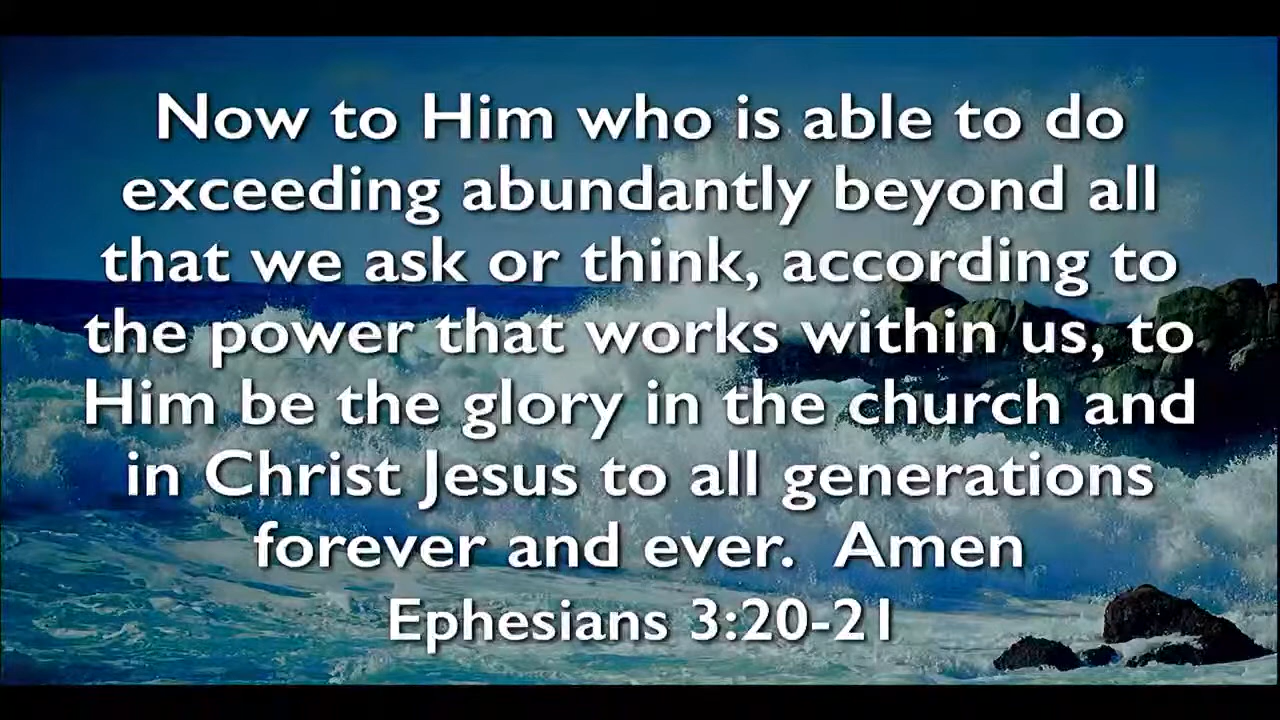 Now to Him who is able to do
exceeding abundantly beyond all
that we ask or think, according to
the power that works within us, to
Him be the glory in the church and
in Christ Jesus to all generations
forever and ever.  Amen
Ephesians 3:20-21